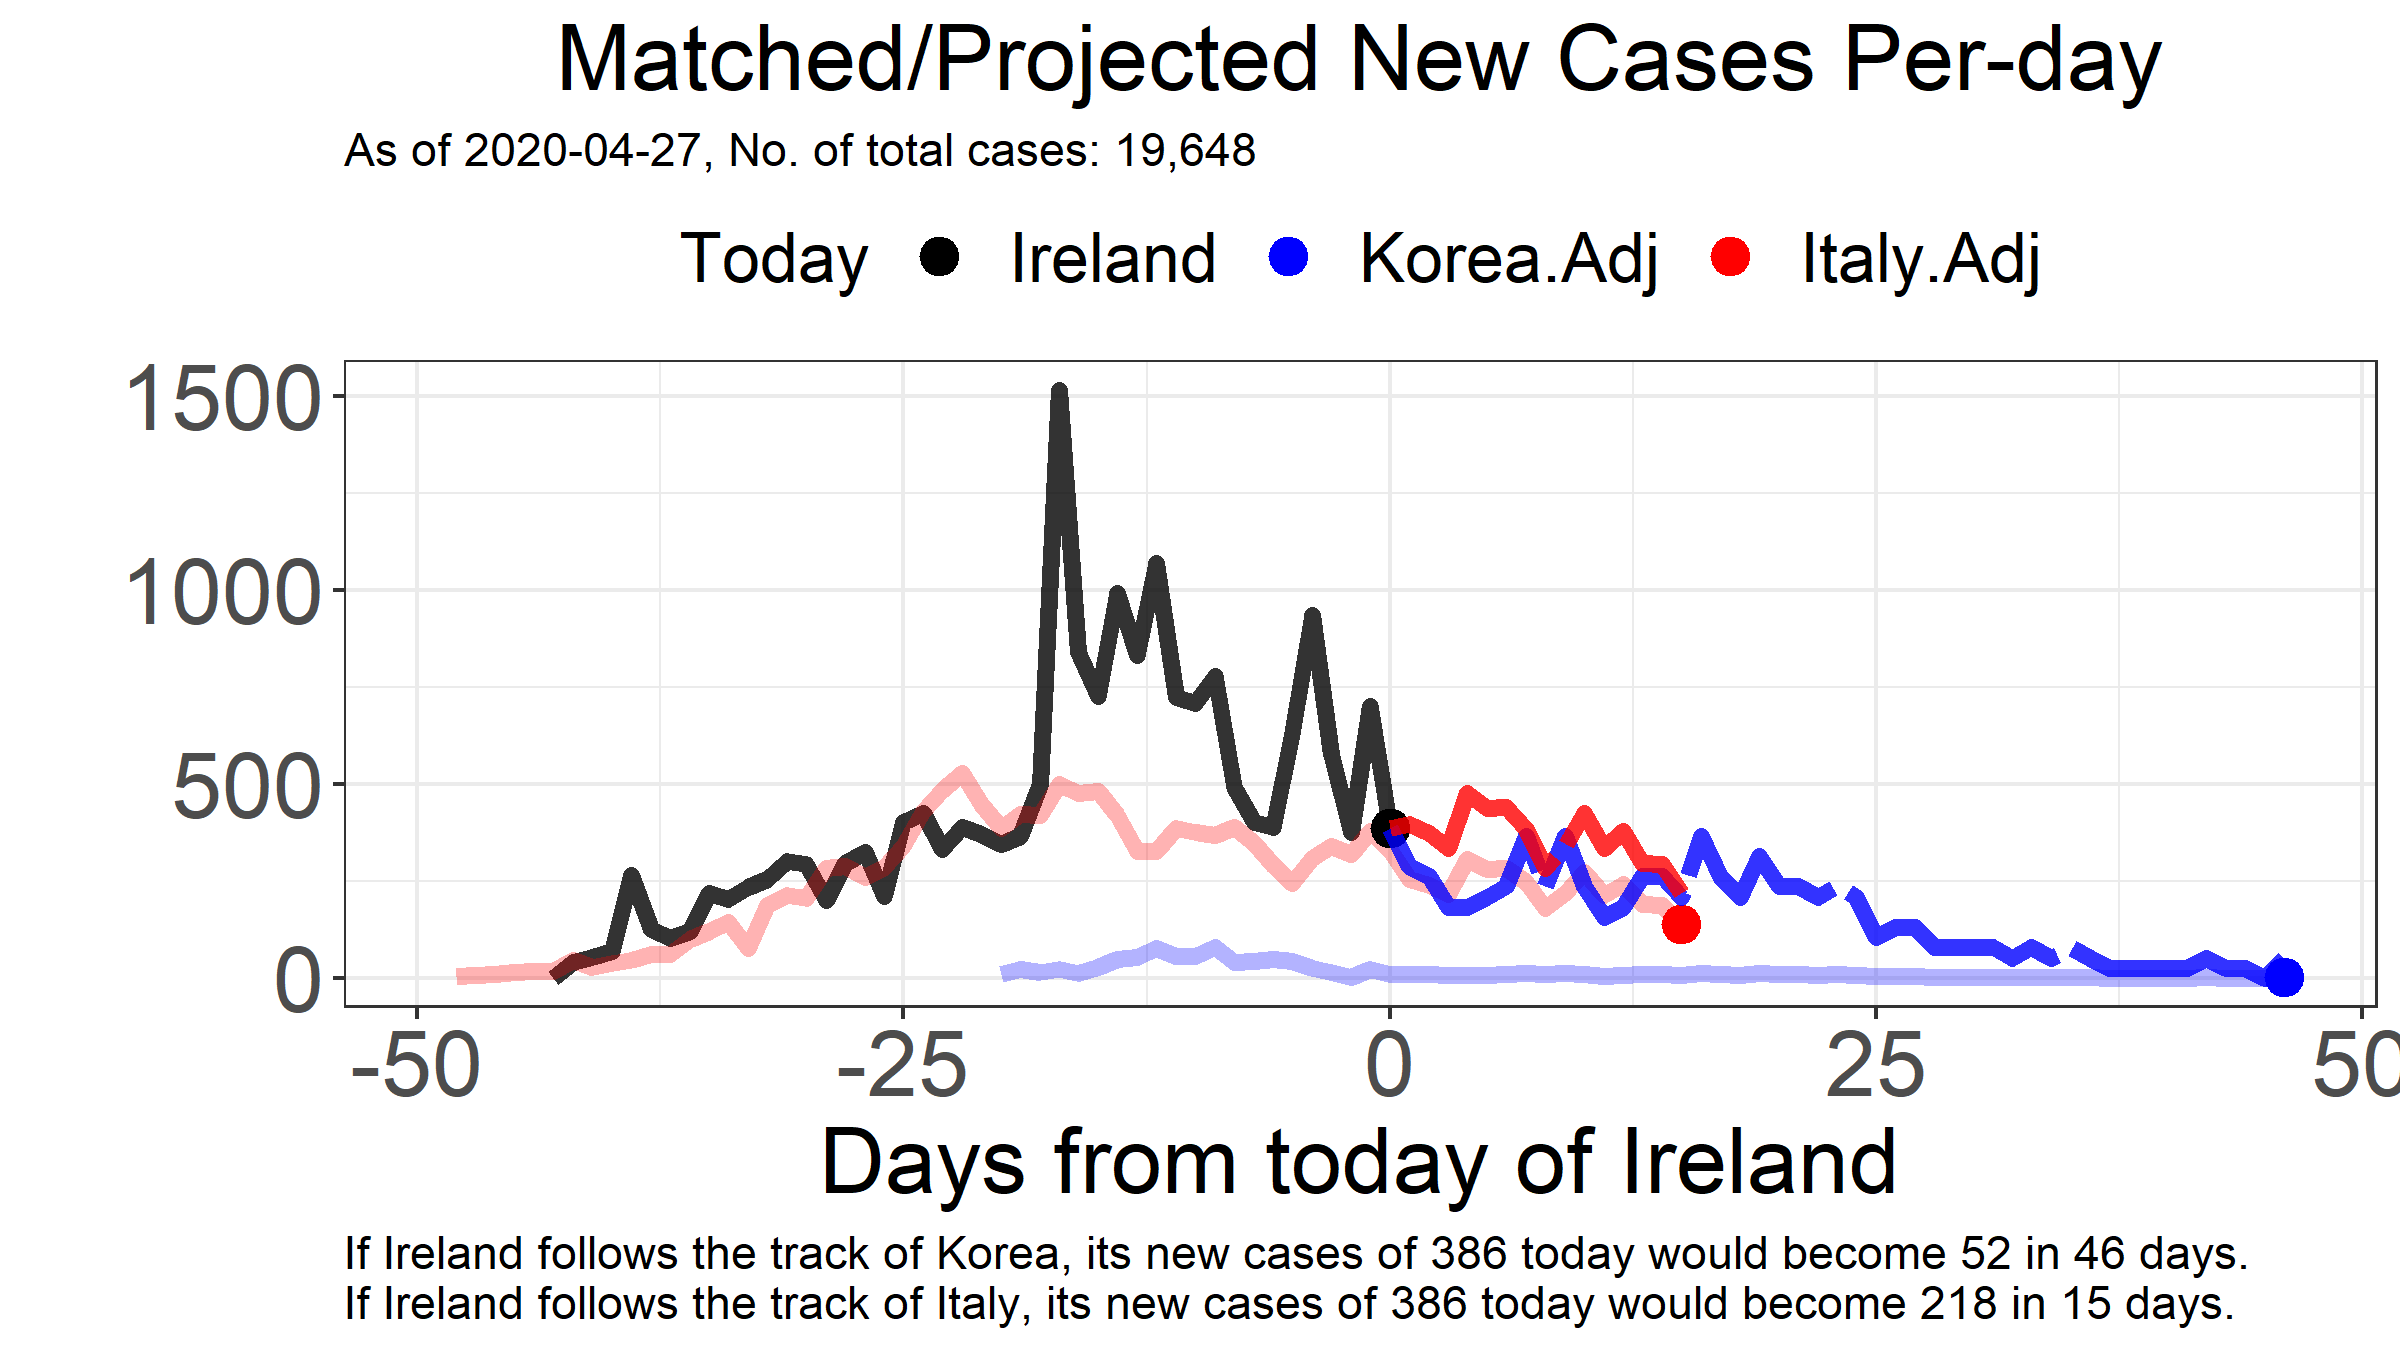 Matched/Projected New Cases Per-day
As of 2020-04-27, No. of total cases: 19,648
Today Ireland Korea.Adj Italy.Adj
1500
1000
500
0
-50 -25 0 25 50
Days from today of Ireland
If Ireland follows the track of Korea, its new cases of 386 today would become 52 in 46 days.
If Ireland follows the track of Italy, its new cases of 386 today would become 218 in 15 days.